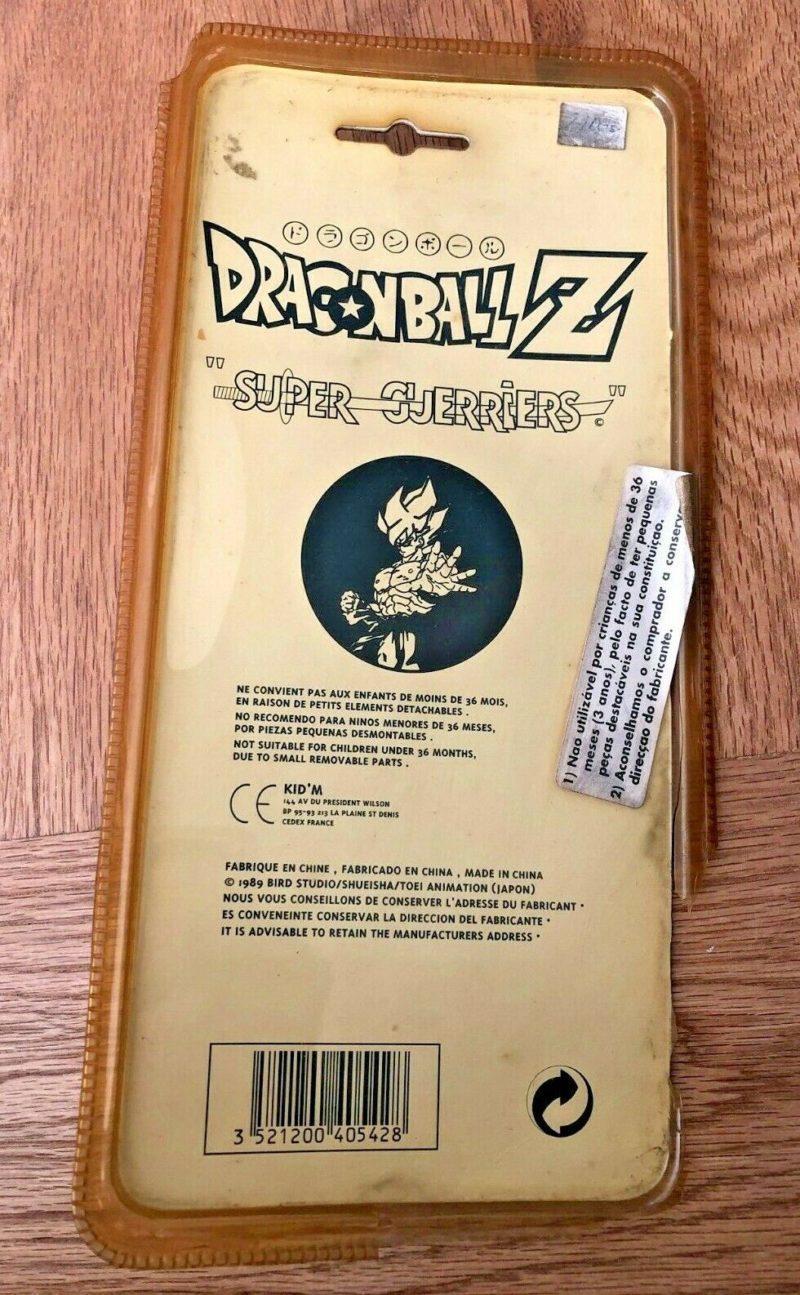 ドラゴンボール
DRAGONBALL Z
"SUPER GUERRIERS"
©
NE CONVIENT PAS AUX ENFANTS DE MOINS DE 36 MOIS,
EN RAISON DE PETITS ELEMENTS DETACHABLES .
NO RECOMENDO PARA NINOS MENORES DE 36 MESES,
POR PIEZAS PEQUENAS DESMONTABLES .
NOT SUITABLE FOR CHILDREN UNDER 36 MONTHS,
DUE TO SMALL REMOVABLE PARTS .
CE
KID'M
144 AV DU PRESIDENT WILSON
BP 95-93 213 LA PLAINE ST DENIS
CEDEX FRANCE
FABRIQUE EN CHINE , FABRICADO EN CHINA , MADE IN CHINA
© 1989 BIRD STUDIO/SHUEISHA/TOEI ANIMATION (JAPON)
NOUS VOUS CONSEILLONS DE CONSERVER L'ADRESSE DU FABRICANT •
ES CONVENEINTE CONSERVAR LA DIRECCION DEL FABRICANTE •
IT IS ADVISABLE TO RETAIN THE MANUFACTURERS ADDRESS •
3 521200 405428
1) Nao utilizável por crianças de menos de 36
meses (3 anos), pelo facto de ter pequenas
peças destacáveis na sua constituiçao.
2) Aconselhamos o comprador a conserv
direcçao do fabricante.